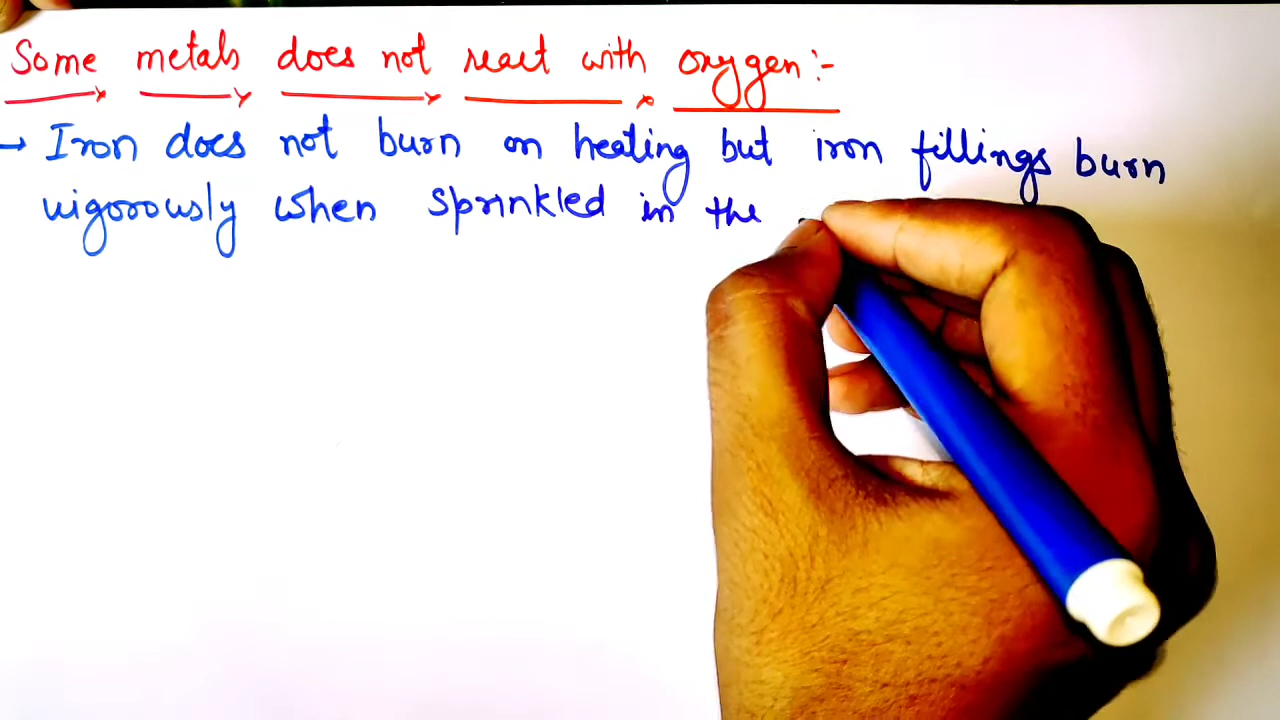 Some metals does not react with oxygen:-
→ Iron does not burn on heating but iron fillings burn
vigorously when sprinkled in the